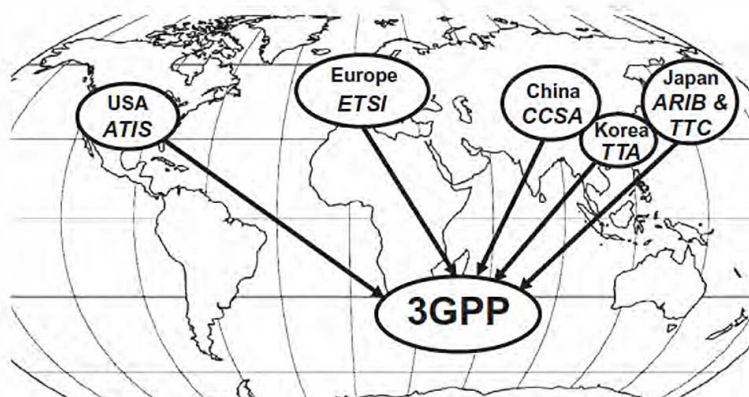 USA
ATIS
Europe
ETSI
China
CCSA
Korea
TTA
Japan
ARIB &
TTC
3GPP